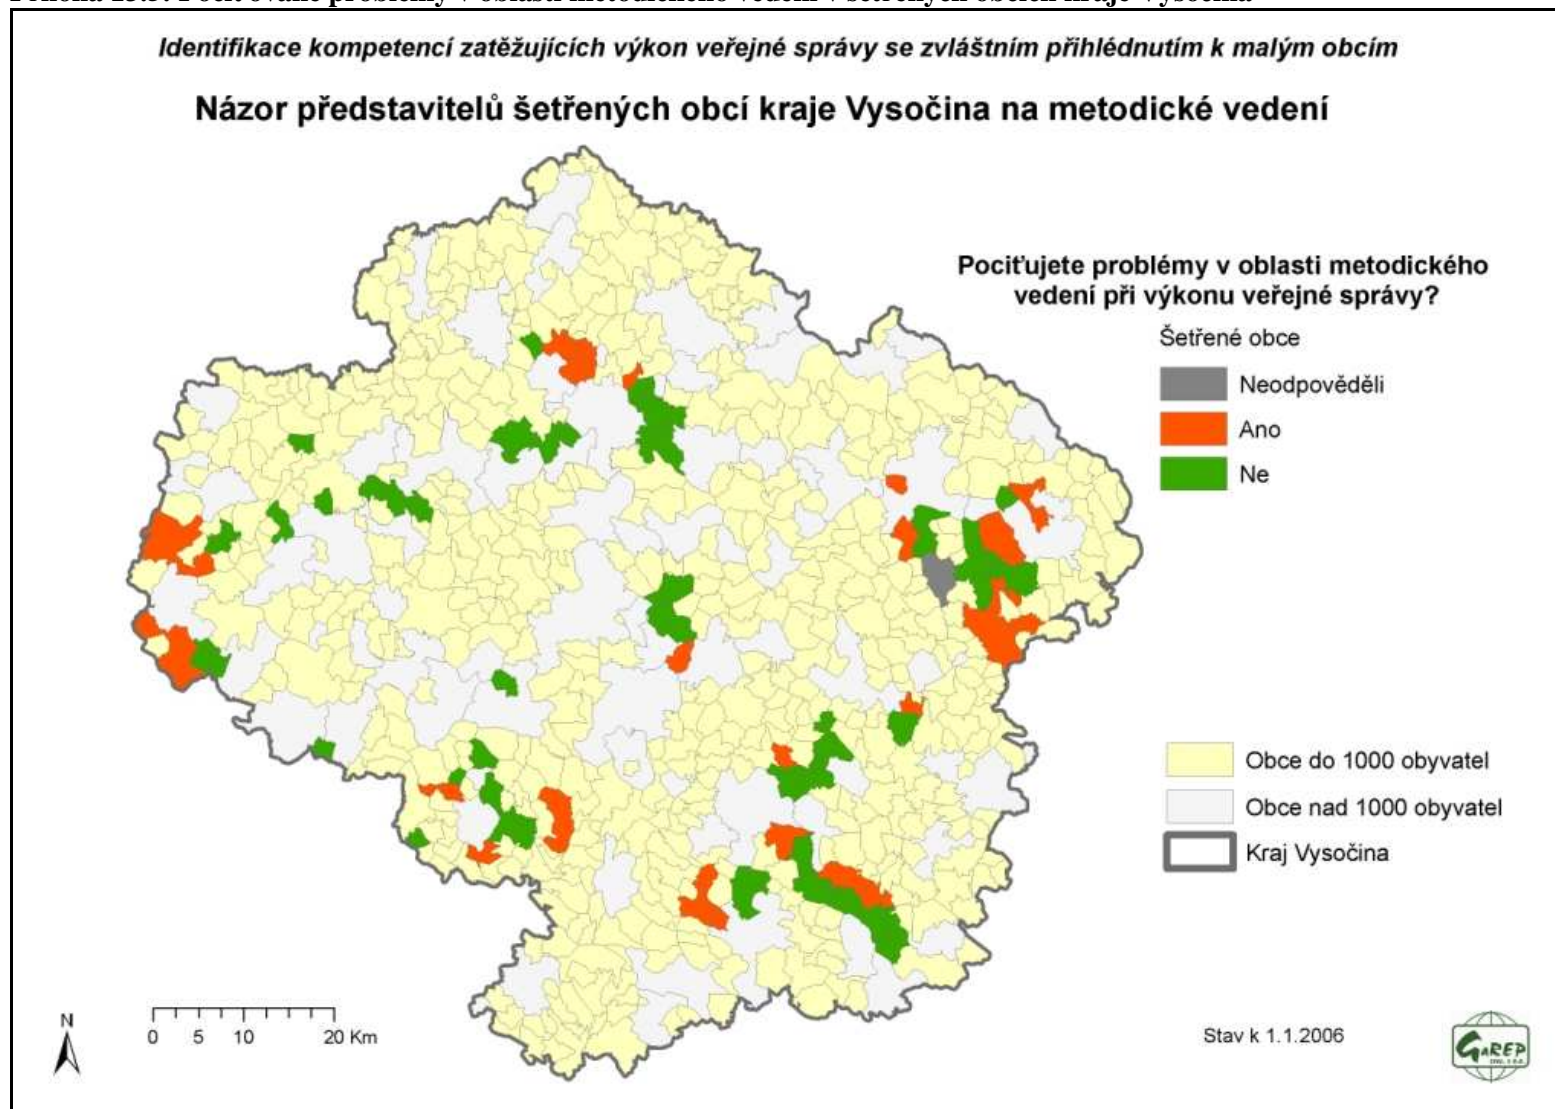 Identifikace kompetencí zatěžujících výkon veřejné správy se zvláštním přihlédnutím k malým obcím
Názor představitelů šetřených obcí kraje Vysočina na metodické vedení
Pociťujete problémy v oblasti metodického
vedení při výkonu veřejné správy?
Šetřené obce
Neodpověděli
Ano
Ne
Obce do 1000 obyvatel
Obce nad 1000 obyvatel
Kraj Vysočina
N
0 5 10 20 Km
Stav k 1.1.2006
GAREP